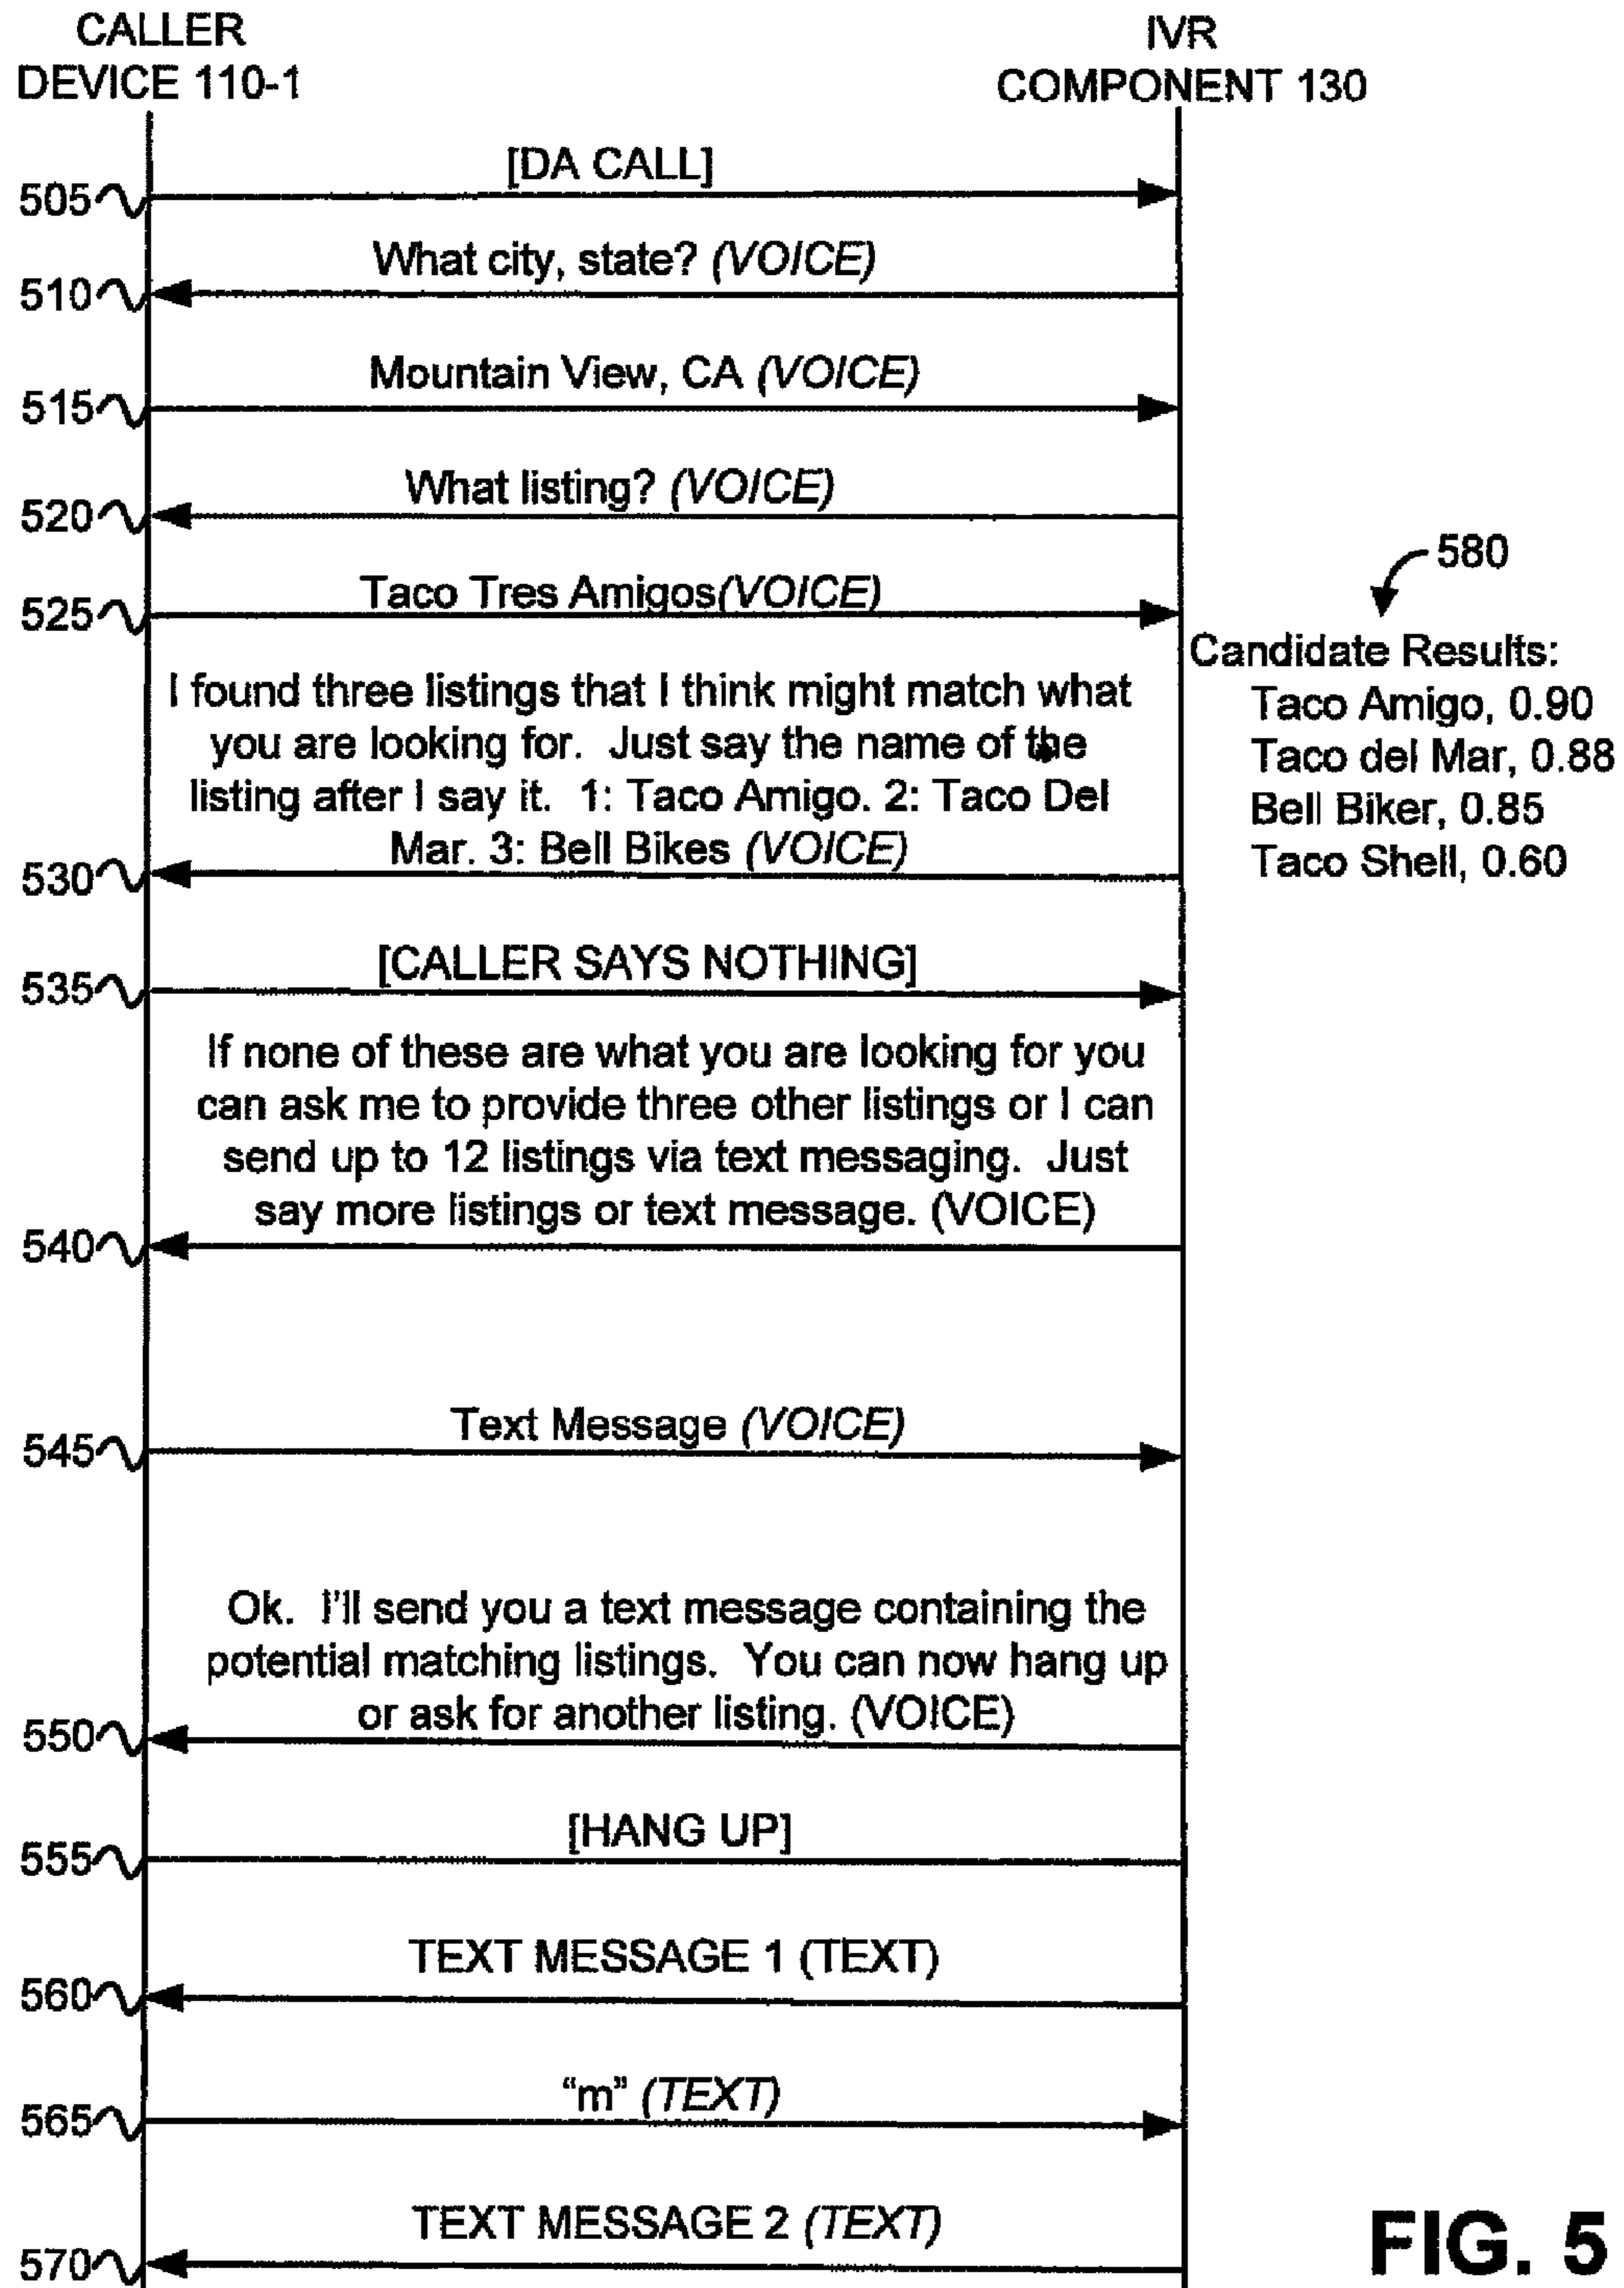 CALLER
DEVICE 110-1
IVR
COMPONENT 130
[DA CALL]
505
What city, state? (VOICE)
510
Mountain View, CA (VOICE)
515
What listing? (VOICE)
520
580
Taco Tres Amigos(VOICE)
525
Candidate Results:
Taco Amigo, 0.90
Taco del Mar, 0.88
Bell Biker, 0.85
Taco Shell, 0.60
I found three listings that I think might match what
you are looking for. Just say the name of the
listing after I say it. 1: Taco Amigo. 2: Taco Del
Mar. 3: Bell Bikes (VOICE)
530
[CALLER SAYS NOTHING]
535
If none of these are what you are looking for you
can ask me to provide three other listings or I can
send up to 12 listings via text messaging. Just
say more listings or text message. (VOICE)
540
Text Message (VOICE)
545
Ok. I'll send you a text message containing the
potential matching listings. You can now hang up
or ask for another listing. (VOICE)
550
[HANG UP]
555
TEXT MESSAGE 1 (TEXT)
560
“m” (TEXT)
565
TEXT MESSAGE 2 (TEXT)
570
FIG. 5